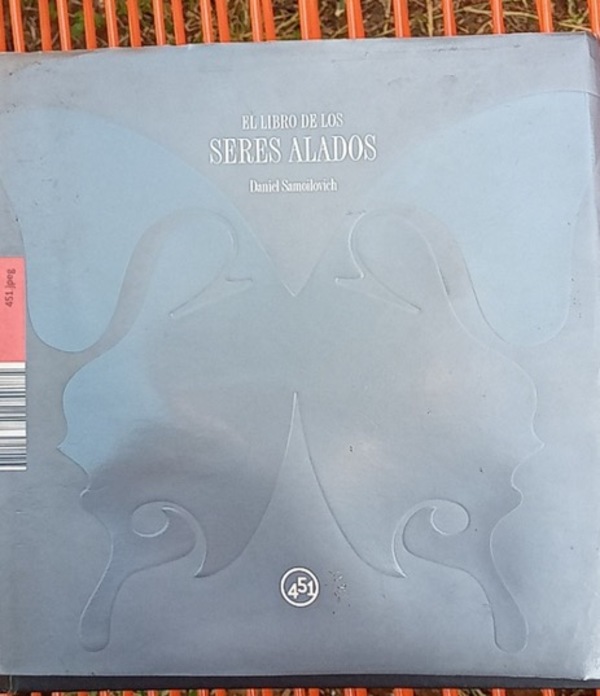 EL LIBRO DE LOS
SERES ALADOS
Daniel Samoilovich
451.jpeg
451